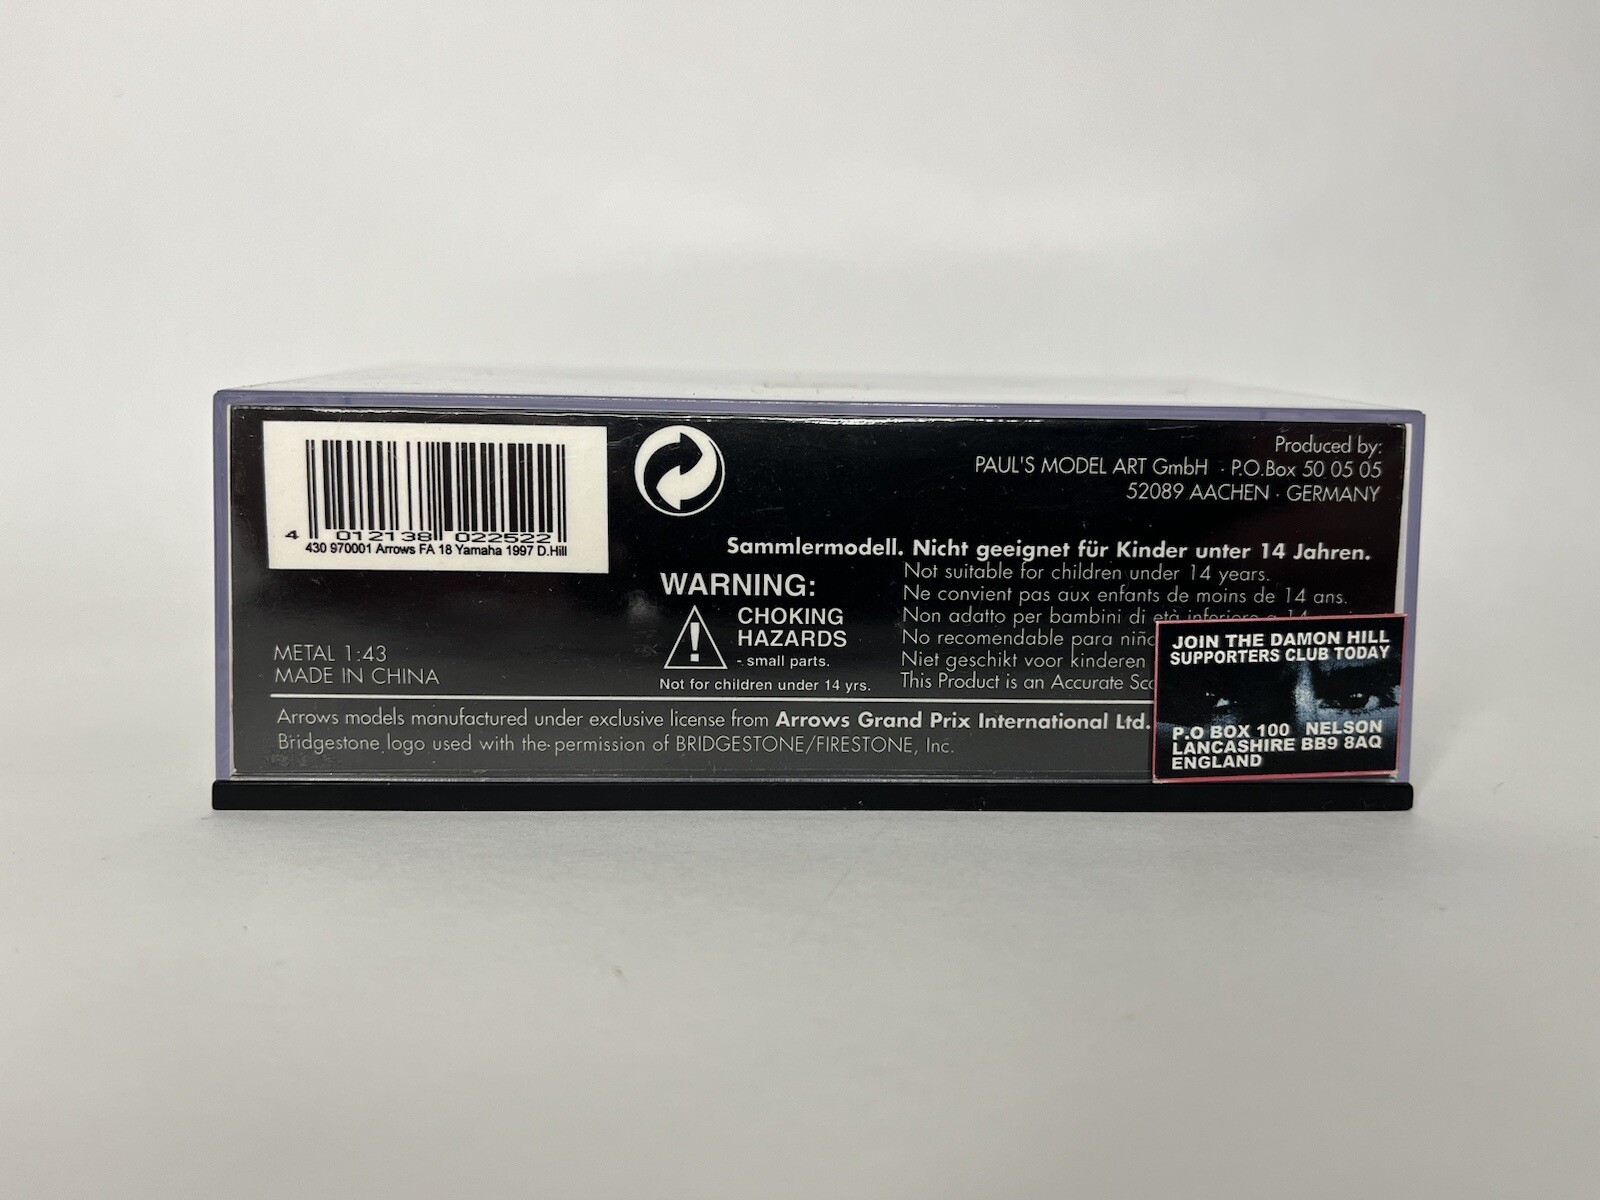 4 012138 022522
430 970001 Arrows FA 18 Yamaha 1997 D.Hill
Produced by:
PAUL'S MODEL ART GmbH · P.O.Box 50 05 05
52089 AACHEN · GERMANY
Sammlermodell. Nicht geeignet für Kinder unter 14 Jahren.
Not suitable for children under 14 years.
Ne convient pas aux enfants de moins de 14 ans.
Non adatto per bambini di età inferiore a 14
No recomendable para niño
Niet geschikt voor kinderen
This Product is an Accurate Sc
WARNING:
!
CHOKING
HAZARDS
- small parts.
Not for children under 14 yrs.
METAL 1:43
MADE IN CHINA
Arrows models manufactured under exclusive license from Arrows Grand Prix International Ltd.
Bridgestone logo used with the permission of BRIDGESTONE/FIRESTONE, Inc.
JOIN THE DAMON HILL
SUPPORTERS CLUB TODAY
P.O BOX 100 NELSON
LANCASHIRE BB9 8AQ
ENGLAND